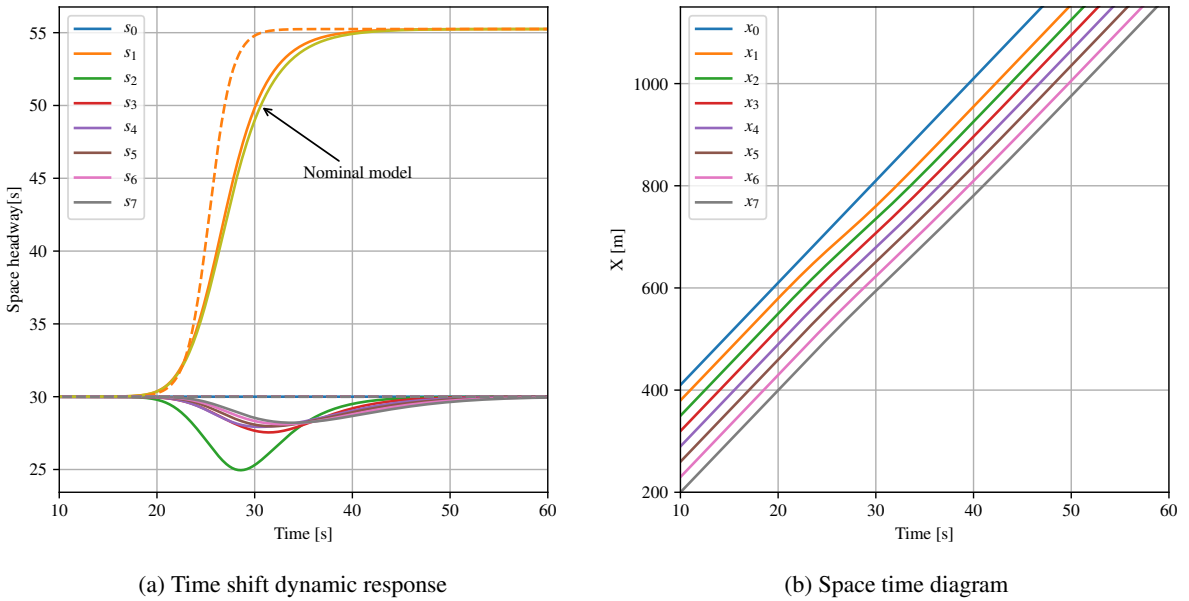 55
50
45
40
35
30
25
10
20
30
40
50
60
Space headway[s]
Time [s]
s0
s1
s2
s3
s4
s5
s6
s7
Nominal model
(a) Time shift dynamic response
1000
800
600
400
200
10
20
30
40
50
60
X [m]
Time [s]
x0
x1
x2
x3
x4
x5
x6
x7
(b) Space time diagram